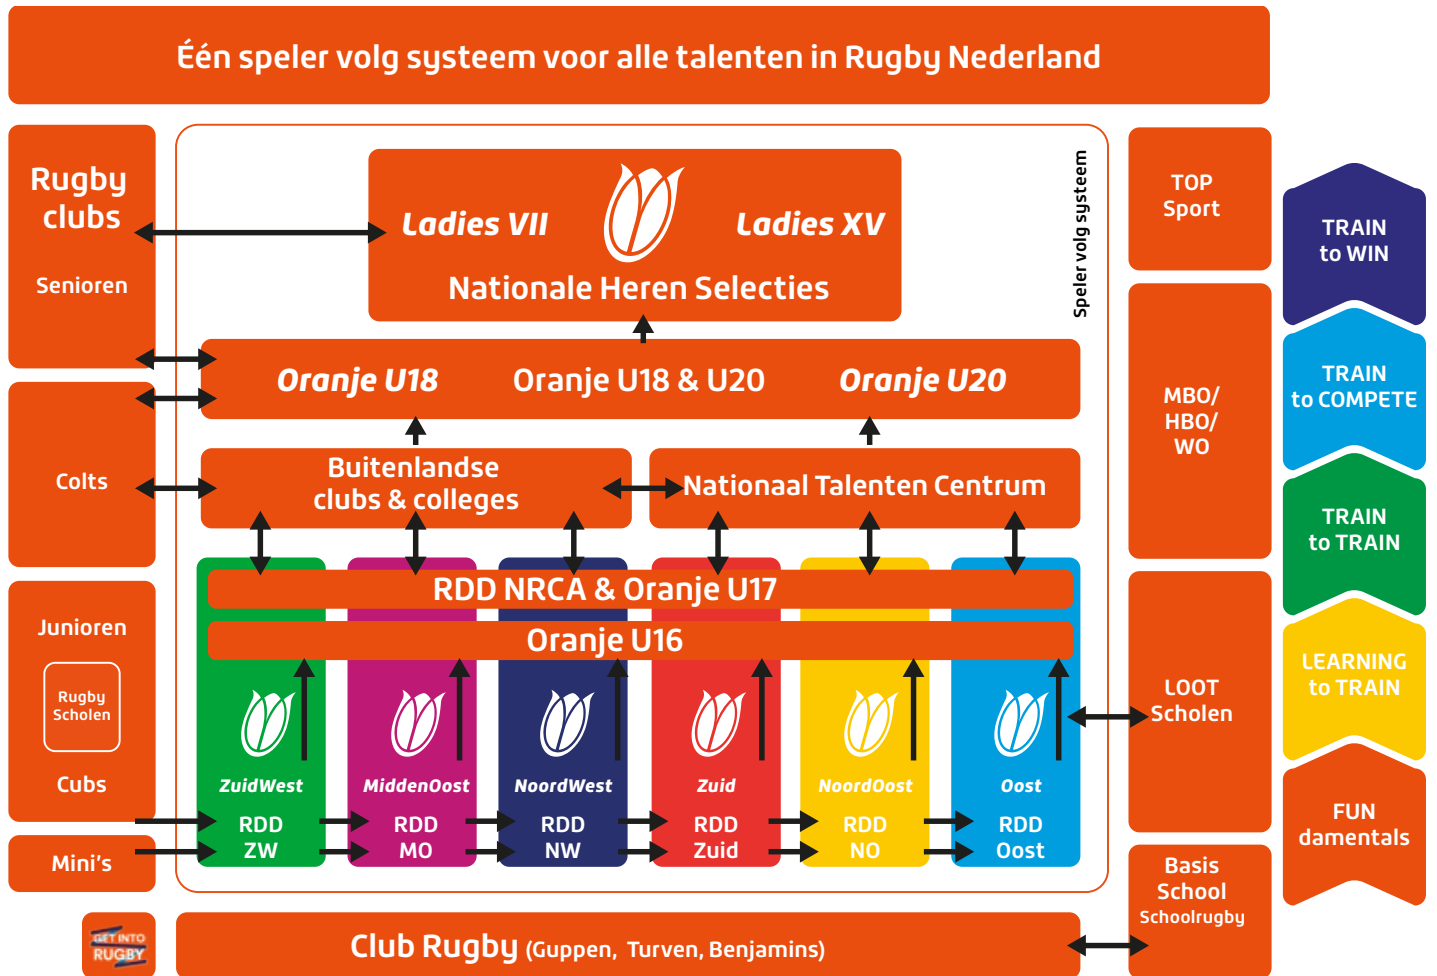 Één speler volg systeem voor alle talenten in Rugby Nederland
Rugby
clubs
Senioren
Colts
Junioren
Rugby
Scholen
Cubs
Mini's
GET INTO
RUGBY
Speler volg systeem
Ladies VII
Ladies XV
Nationale Heren Selecties
Oranje U18
Oranje U18 & U20
Oranje U20
Buitenlandse
clubs & colleges
Nationaal Talenten Centrum
RDD NRCA & Oranje U17
Oranje U16
ZuidWest
RDD
ZW
MiddenOost
RDD
MO
NoordWest
RDD
NW
Zuid
RDD
Zuid
NoordOost
RDD
NO
Oost
RDD
Oost
Club Rugby (Guppen, Turven, Benjamins)
TOP
Sport
MBO/
HBO/
WO
LOOT
Scholen
Basis
School
Schoolrugby
TRAIN
to WIN
TRAIN
to COMPETE
TRAIN
to TRAIN
LEARNING
to TRAIN
FUN
damentals